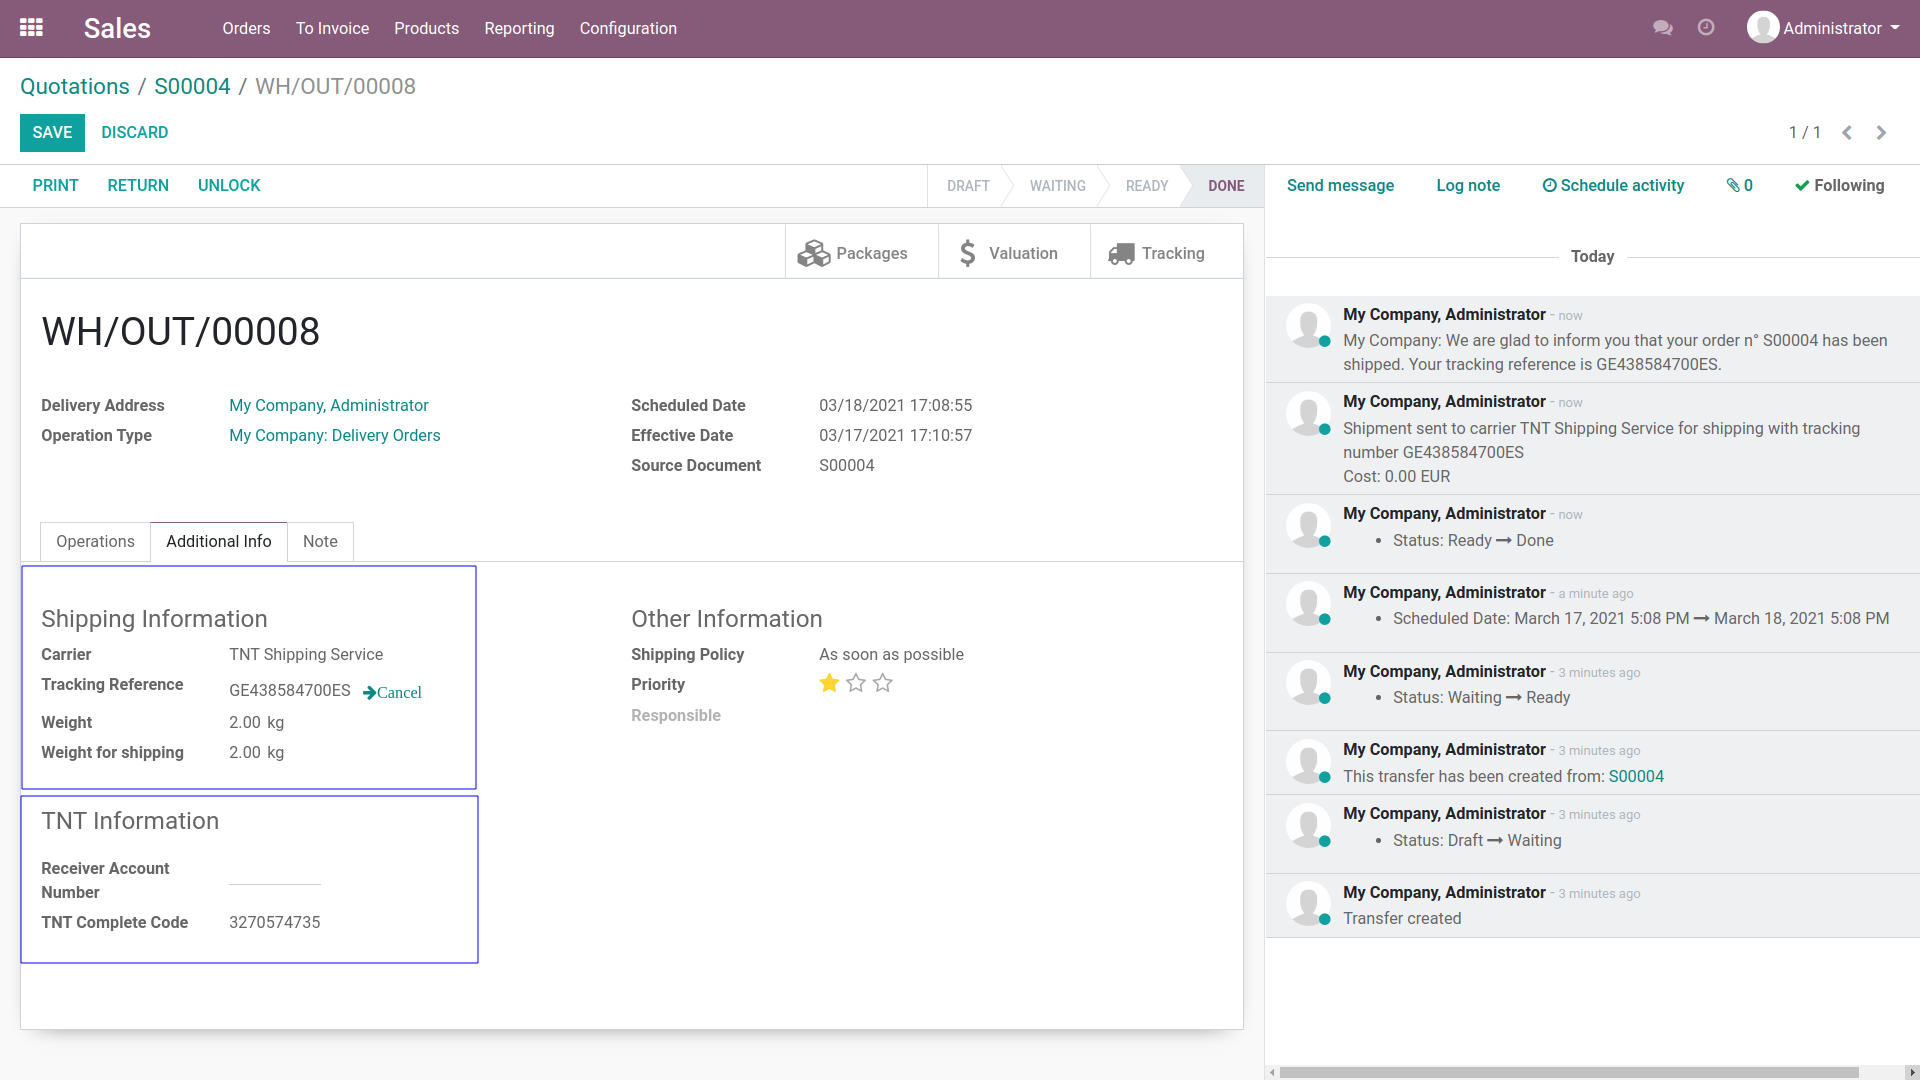 Sales Orders To Invoice Products Reporting Configuration Administrator
Quotations / S00004 / WH/OUT/00008
SAVE DISCARD 1 / 1
PRINT RETURN UNLOCK DRAFT WAITING READY DONE
Packages Valuation Tracking
WH/OUT/00008
Delivery Address My Company, Administrator
Operation Type My Company: Delivery Orders
Scheduled Date 03/18/2021 17:08:55
Effective Date 03/17/2021 17:10:57
Source Document S00004
Operations Additional Info Note
Shipping Information
Carrier TNT Shipping Service
Tracking Reference GE438584700ES Cancel
Weight 2.00 kg
Weight for shipping 2.00 kg
Other Information
Shipping Policy As soon as possible
Priority
Responsible
TNT Information
Receiver Account
Number
TNT Complete Code 3270574735
Send message Log note Schedule activity 0 Following
Today
My Company, Administrator - now
My Company: We are glad to inform you that your order n° S00004 has been
shipped. Your tracking reference is GE438584700ES.
My Company, Administrator - now
Shipment sent to carrier TNT Shipping Service for shipping with tracking
number GE438584700ES
Cost: 0.00 EUR
My Company, Administrator - now
• Status: Ready → Done
My Company, Administrator - a minute ago
• Scheduled Date: March 17, 2021 5:08 PM → March 18, 2021 5:08 PM
My Company, Administrator - 3 minutes ago
• Status: Waiting → Ready
My Company, Administrator - 3 minutes ago
This transfer has been created from: S00004
My Company, Administrator - 3 minutes ago
• Status: Draft → Waiting
My Company, Administrator - 3 minutes ago
Transfer created